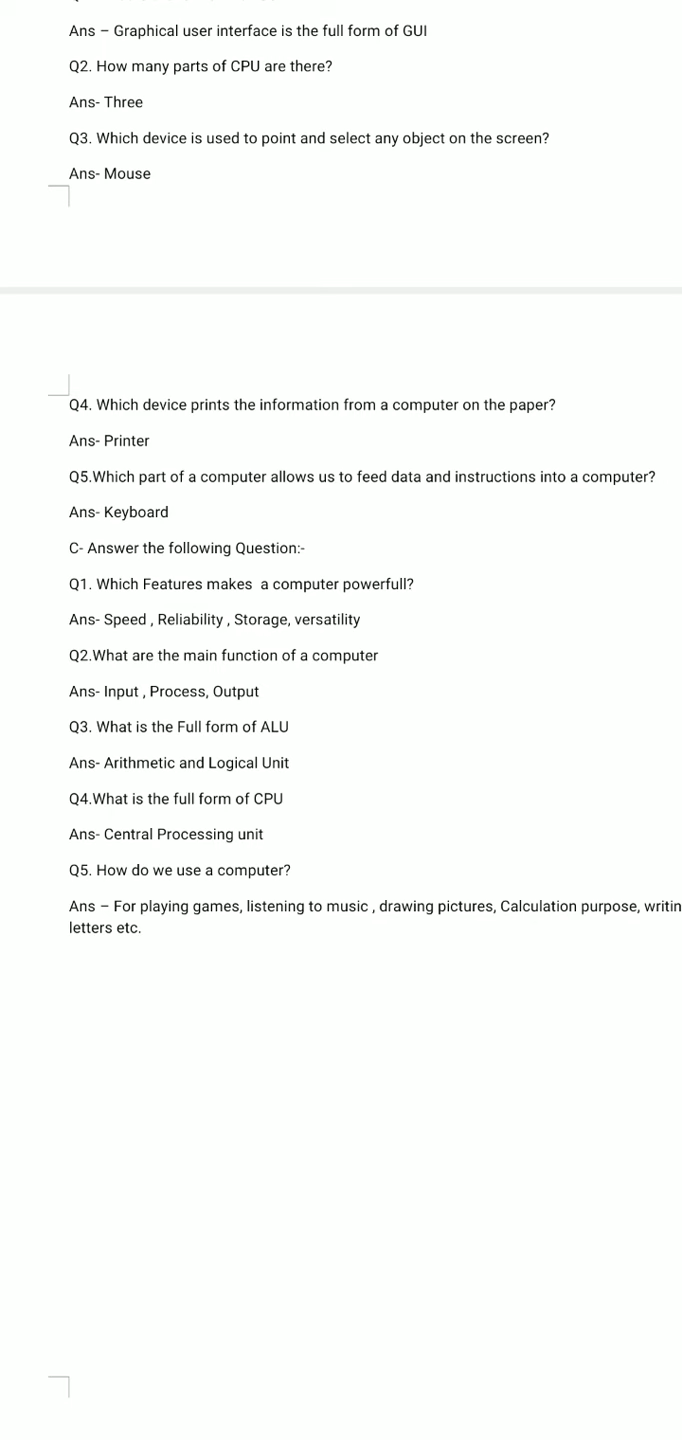 Ans – Graphical user interface is the full form of GUI
Q2. How many parts of CPU are there?
Ans- Three
Q3. Which device is used to point and select any object on the screen?
Ans- Mouse
Q4. Which device prints the information from a computer on the paper?
Ans- Printer
Q5.Which part of a computer allows us to feed data and instructions into a computer?
Ans- Keyboard
C- Answer the following Question:-
Q1. Which Features makes  a computer powerfull?
Ans- Speed , Reliability , Storage, versatility
Q2.What are the main function of a computer
Ans- Input , Process, Output
Q3. What is the Full form of ALU
Ans- Arithmetic and Logical Unit
Q4.What is the full form of CPU
Ans- Central Processing unit
Q5. How do we use a computer?
Ans – For playing games, listening to music , drawing pictures, Calculation purpose, writin
letters etc.